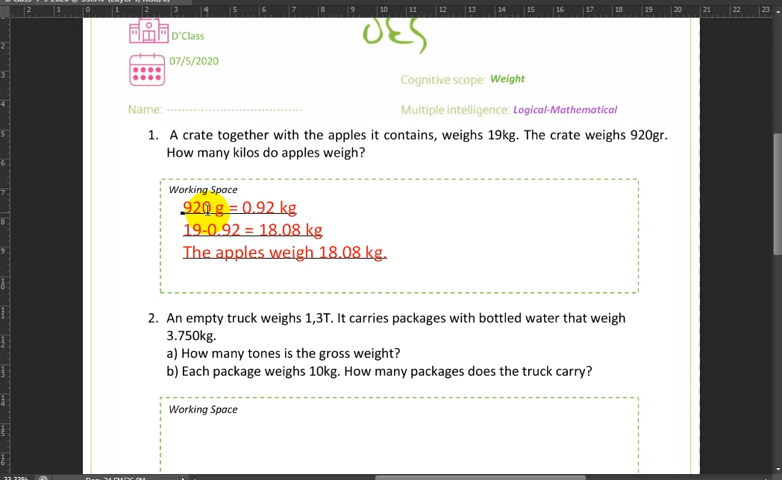 D'Class
07/5/2020
Cognitive scope: Weight
Name:
Multiple intelligence: Logical-Mathematical
1. A crate together with the apples it contains, weighs 19kg. The crate weighs 920gr.
How many kilos do apples weigh?
Working Space
920 g = 0.92 kg
19-0.92 = 18.08 kg
The apples weigh 18.08 kg.
2. An empty truck weighs 1,3T. It carries packages with bottled water that weigh
3.750kg.
a) How many tones is the gross weight?
b) Each package weighs 10kg. How many packages does the truck carry?
Working Space